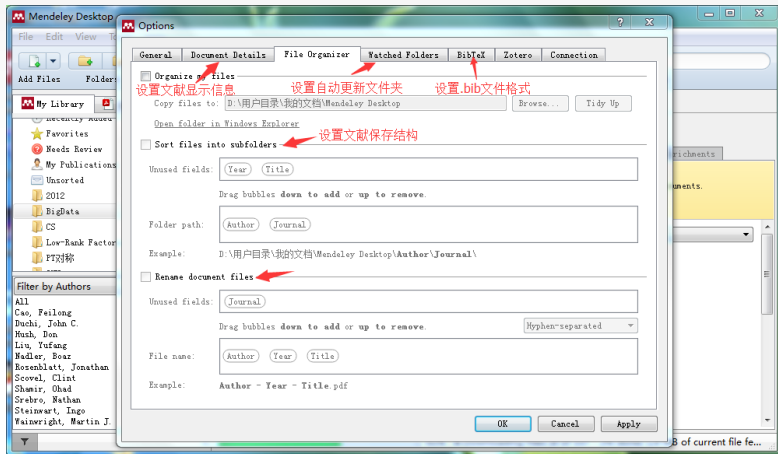 Mendeley Desktop
File Edit View
Add Files Folders
My Library
Favorites
Needs Review
My Publications
Unsorted
2012
BigData
CS
Low-Rank Factor
PT对称
Filter by Authors
All
Cao, Feilong
Duchi, John C.
Hush, Don
Liu, Yufang
Nadler, Boaz
Rosenblatt, Jonathan
Scovel, Clint
Shamir, Ohad
Srebro, Nathan
Steinwart, Ingo
Wainwright, Martin J.
Options
General Document Details File Organizer Watched Folders BibTeX Zotero Connection
Organize my files
设置文献显示信息 设置自动更新文件夹 设置.bib文件格式
Copy files to: D:\用户目录\我的文档\Mendeley Desktop Browse... Tidy Up
Open folder in Windows Explorer
设置文献保存结构
Sort files into subfolders
Unused fields: Year Title
Drag bubbles down to add or up to remove.
Folder path: Author Journal
Example: D:\用户目录\我的文档\Mendeley Desktop\Author\Journal\
Rename document files
Unused fields: Journal
Drag bubbles down to add or up to remove. Hyphen-separated
File name: Author Year Title
Example: Author - Year - Title.pdf
OK Cancel Apply
richments
uments.
B of current file fe...